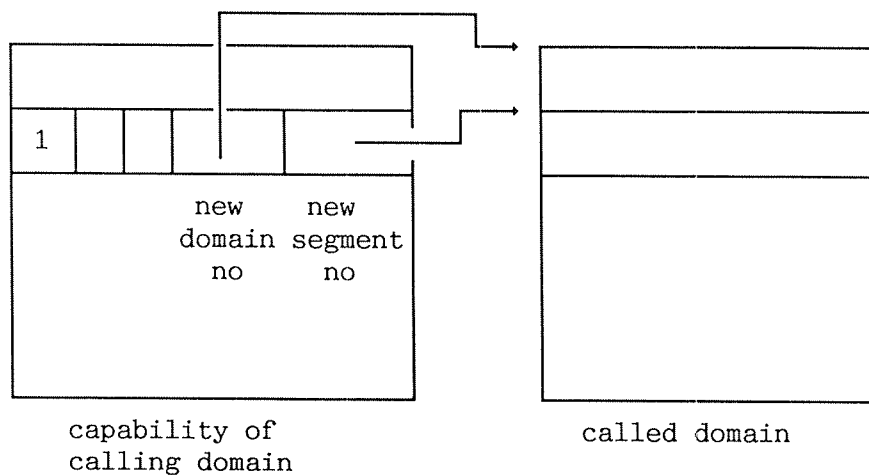 1
new new
domain segment
no no
capability of
calling domain
called domain